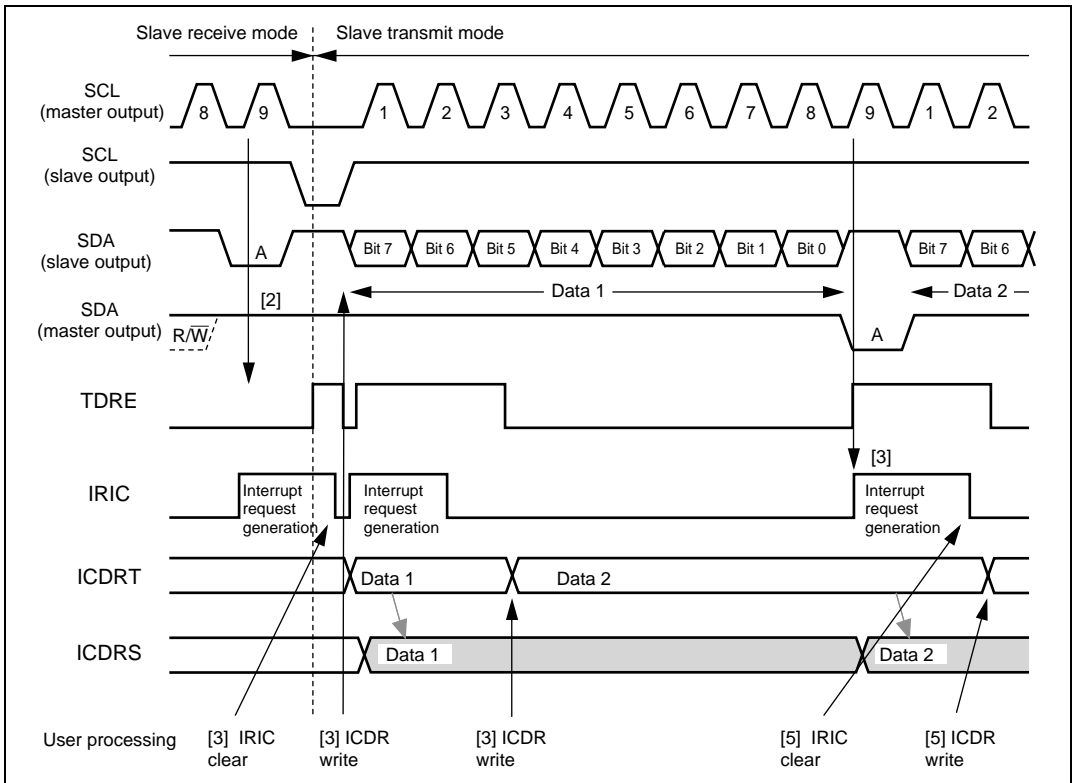 Slave receive mode
Slave transmit mode
SCL
(master output)
8
9
1
2
3
4
5
6
7
8
9
1
2
SCL
(slave output)
SDA
(slave output)
A
Bit 7
Bit 6
Bit 5
Bit 4
Bit 3
Bit 2
Bit 1
Bit 0
Bit 7
Bit 6
[2]
Data 1
Data 2
SDA
(master output)
R/W̅
A
TDRE
[3]
IRIC
Interrupt
request
generation
Interrupt
request
generation
Interrupt
request
generation
ICDRT
Data 1
Data 2
ICDRS
Data 1
Data 2
User processing
[3] IRIC
clear
[3] ICDR
write
[3] ICDR
write
[5] IRIC
clear
[5] ICDR
write